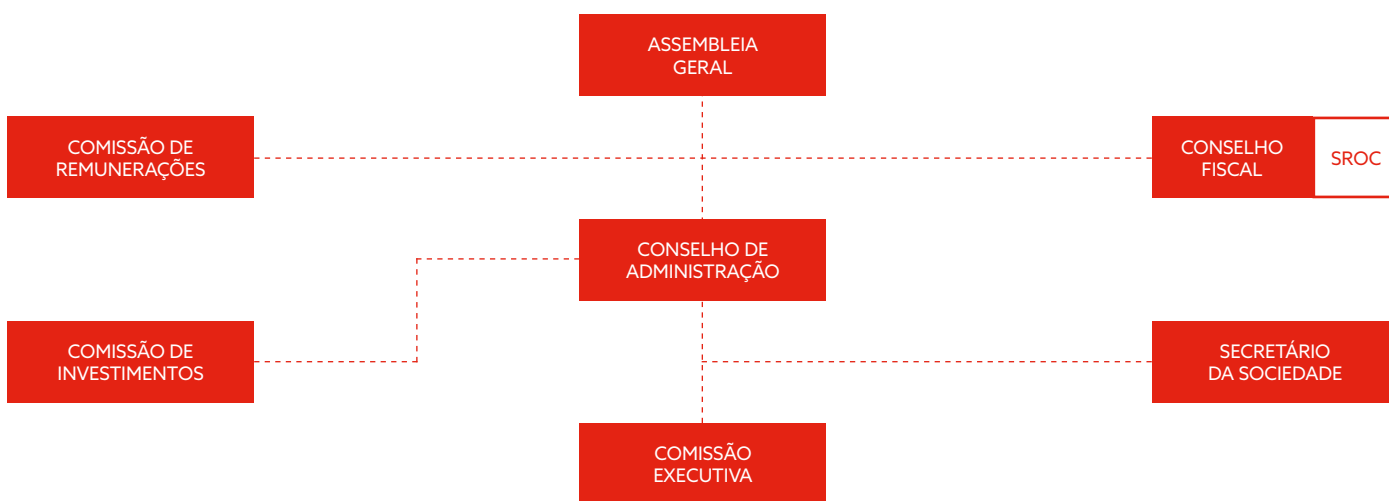 ASSEMBLEIA
GERAL
COMISSÃO DE
REMUNERAÇÕES
CONSELHO
FISCAL
SROC
CONSELHO DE
ADMINISTRAÇÃO
COMISSÃO DE
INVESTIMENTOS
SECRETÁRIO
DA SOCIEDADE
COMISSÃO
EXECUTIVA